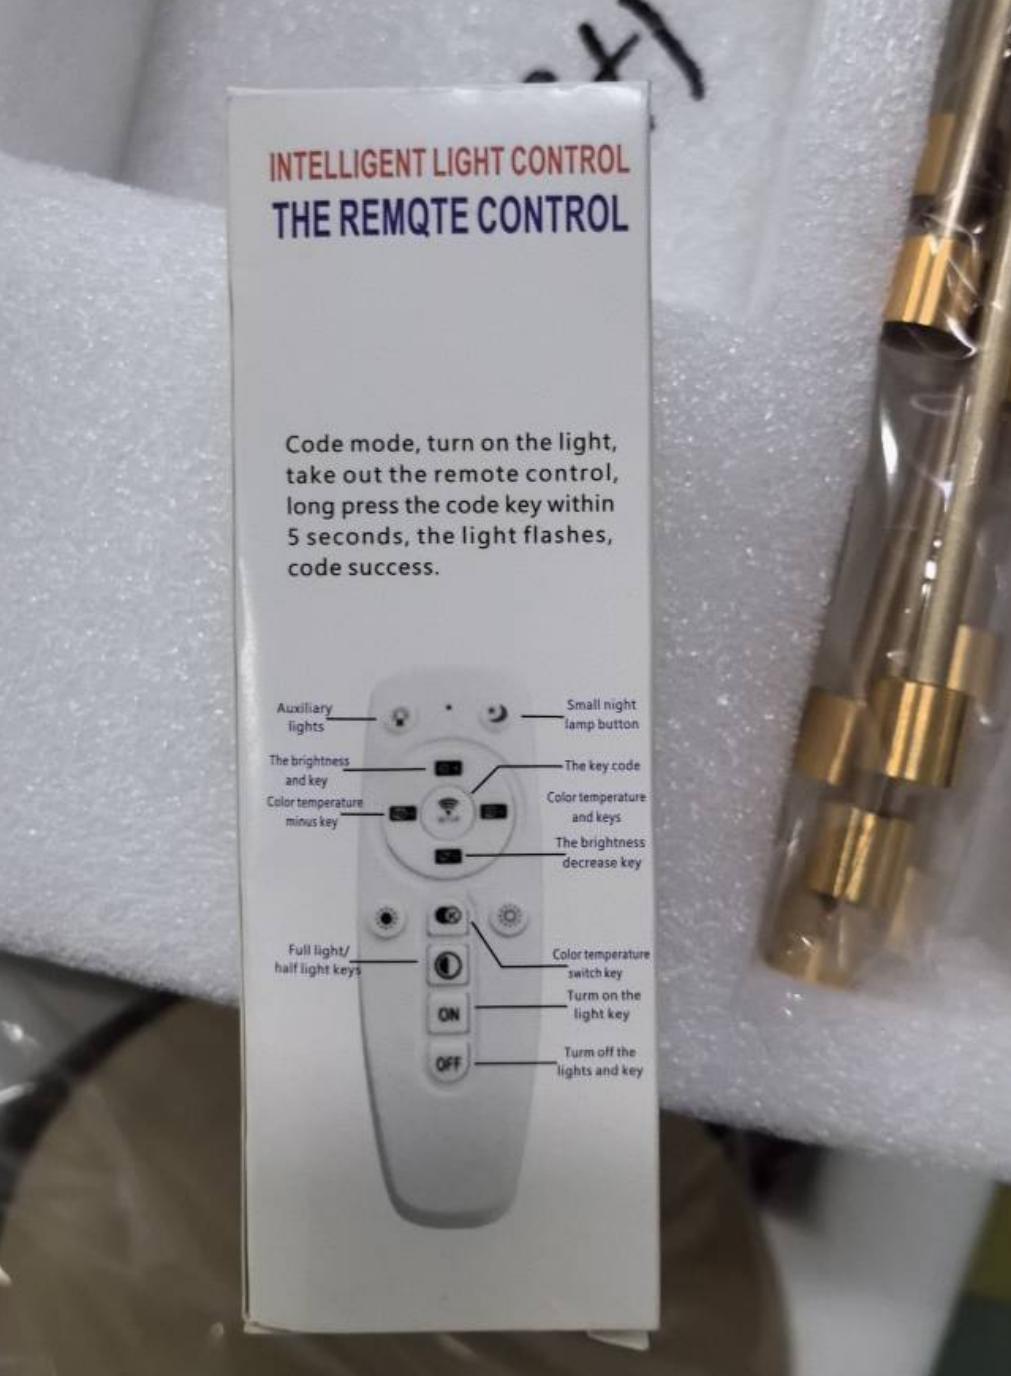 INTELLIGENT LIGHT CONTROL
THE REMQTE CONTROL
Code mode, turn on the light,
take out the remote control,
long press the code key within
5 seconds, the light flashes,
code success.
Auxiliary
lights
Small night
lamp button
The brightness
and key
The key code
Color temperature
minus key
Color temperature
and keys
The brightness
decrease key
Full light/
half light keys
Color temperature
switch key
ON
Turm on the
light key
OFF
Turm off the
lights and key